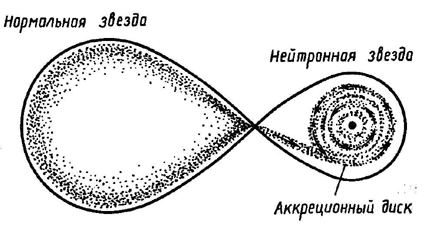 Нормальная звезда
Нейтронная звезда
Аккреционный диск